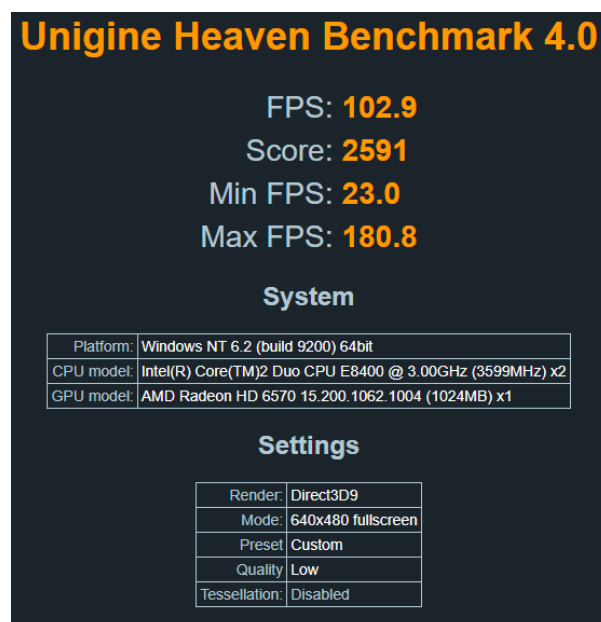 Unigine Heaven Benchmark 4.0
FPS: 102.9
Score: 2591
Min FPS: 23.0
Max FPS: 180.8
System
Platform: Windows NT 6.2 (build 9200) 64bit
CPU model: Intel(R) Core(TM)2 Duo CPU E8400 @ 3.00GHz (3599MHz) x2
GPU model: AMD Radeon HD 6570 15.200.1062.1004 (1024MB) x1
Settings
Render: Direct3D9
Mode: 640x480 fullscreen
Preset Custom
Quality Low
Tessellation: Disabled